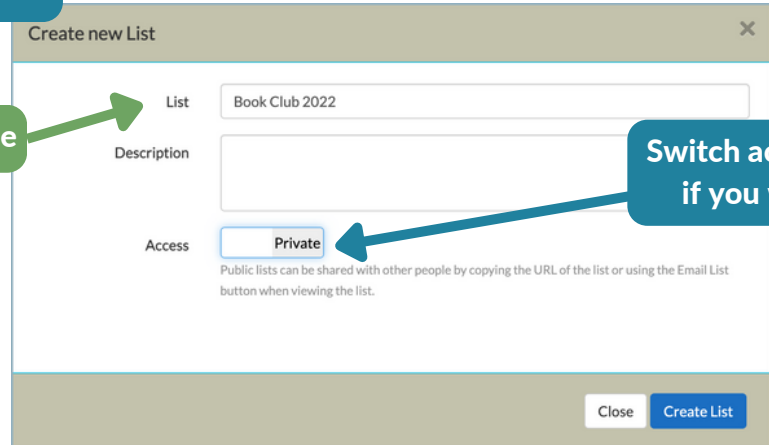 Create new List
×
e
List
Book Club 2022
Description
Switch
if you
Access
Private
Public lists can be shared with other people by copying the URL of the list or using the Email List
button when viewing the list.
Close
Create List